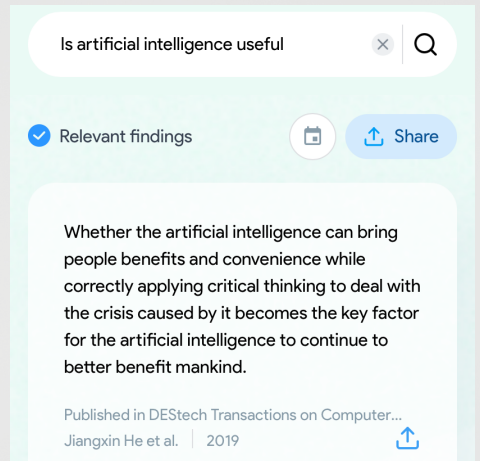 Is artificial intelligence useful
Relevant findings
Share
Whether the artificial intelligence can bring
people benefits and convenience while
correctly applying critical thinking to deal with
the crisis caused by it becomes the key factor
for the artificial intelligence to continue to
better benefit mankind.
Published in DEStech Transactions on Computer...
Jiangxin He et al. 2019